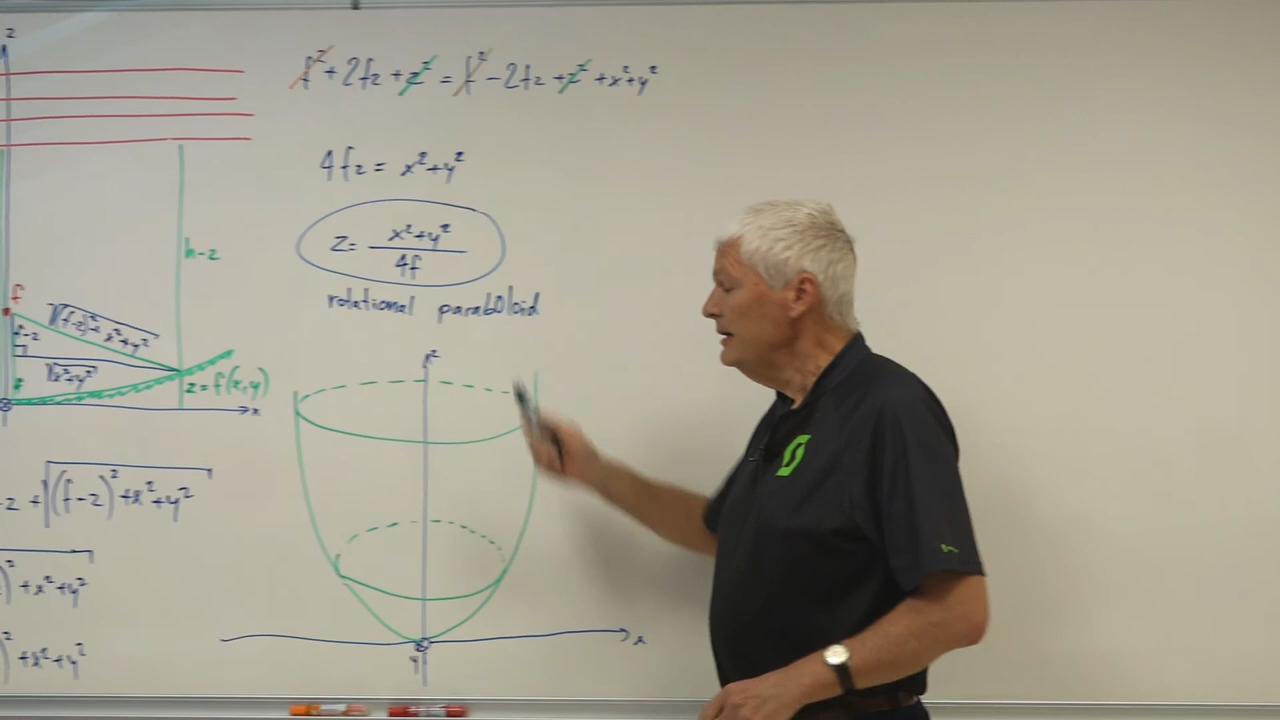 z
f² + 2fz + z² = f² - 2fz + z² + x² + y²
4fz = x² + y²
z = (x² + y²)/4f
rotational paraboloid
h-z
f
√((f-z)² + x² + y²)
f-z
√(x² + y²)
z
z = f(x,y)
x
-z + √((f-z)² + x² + y²)
)² + x² + y²
)² + x² + y²
z
x
y